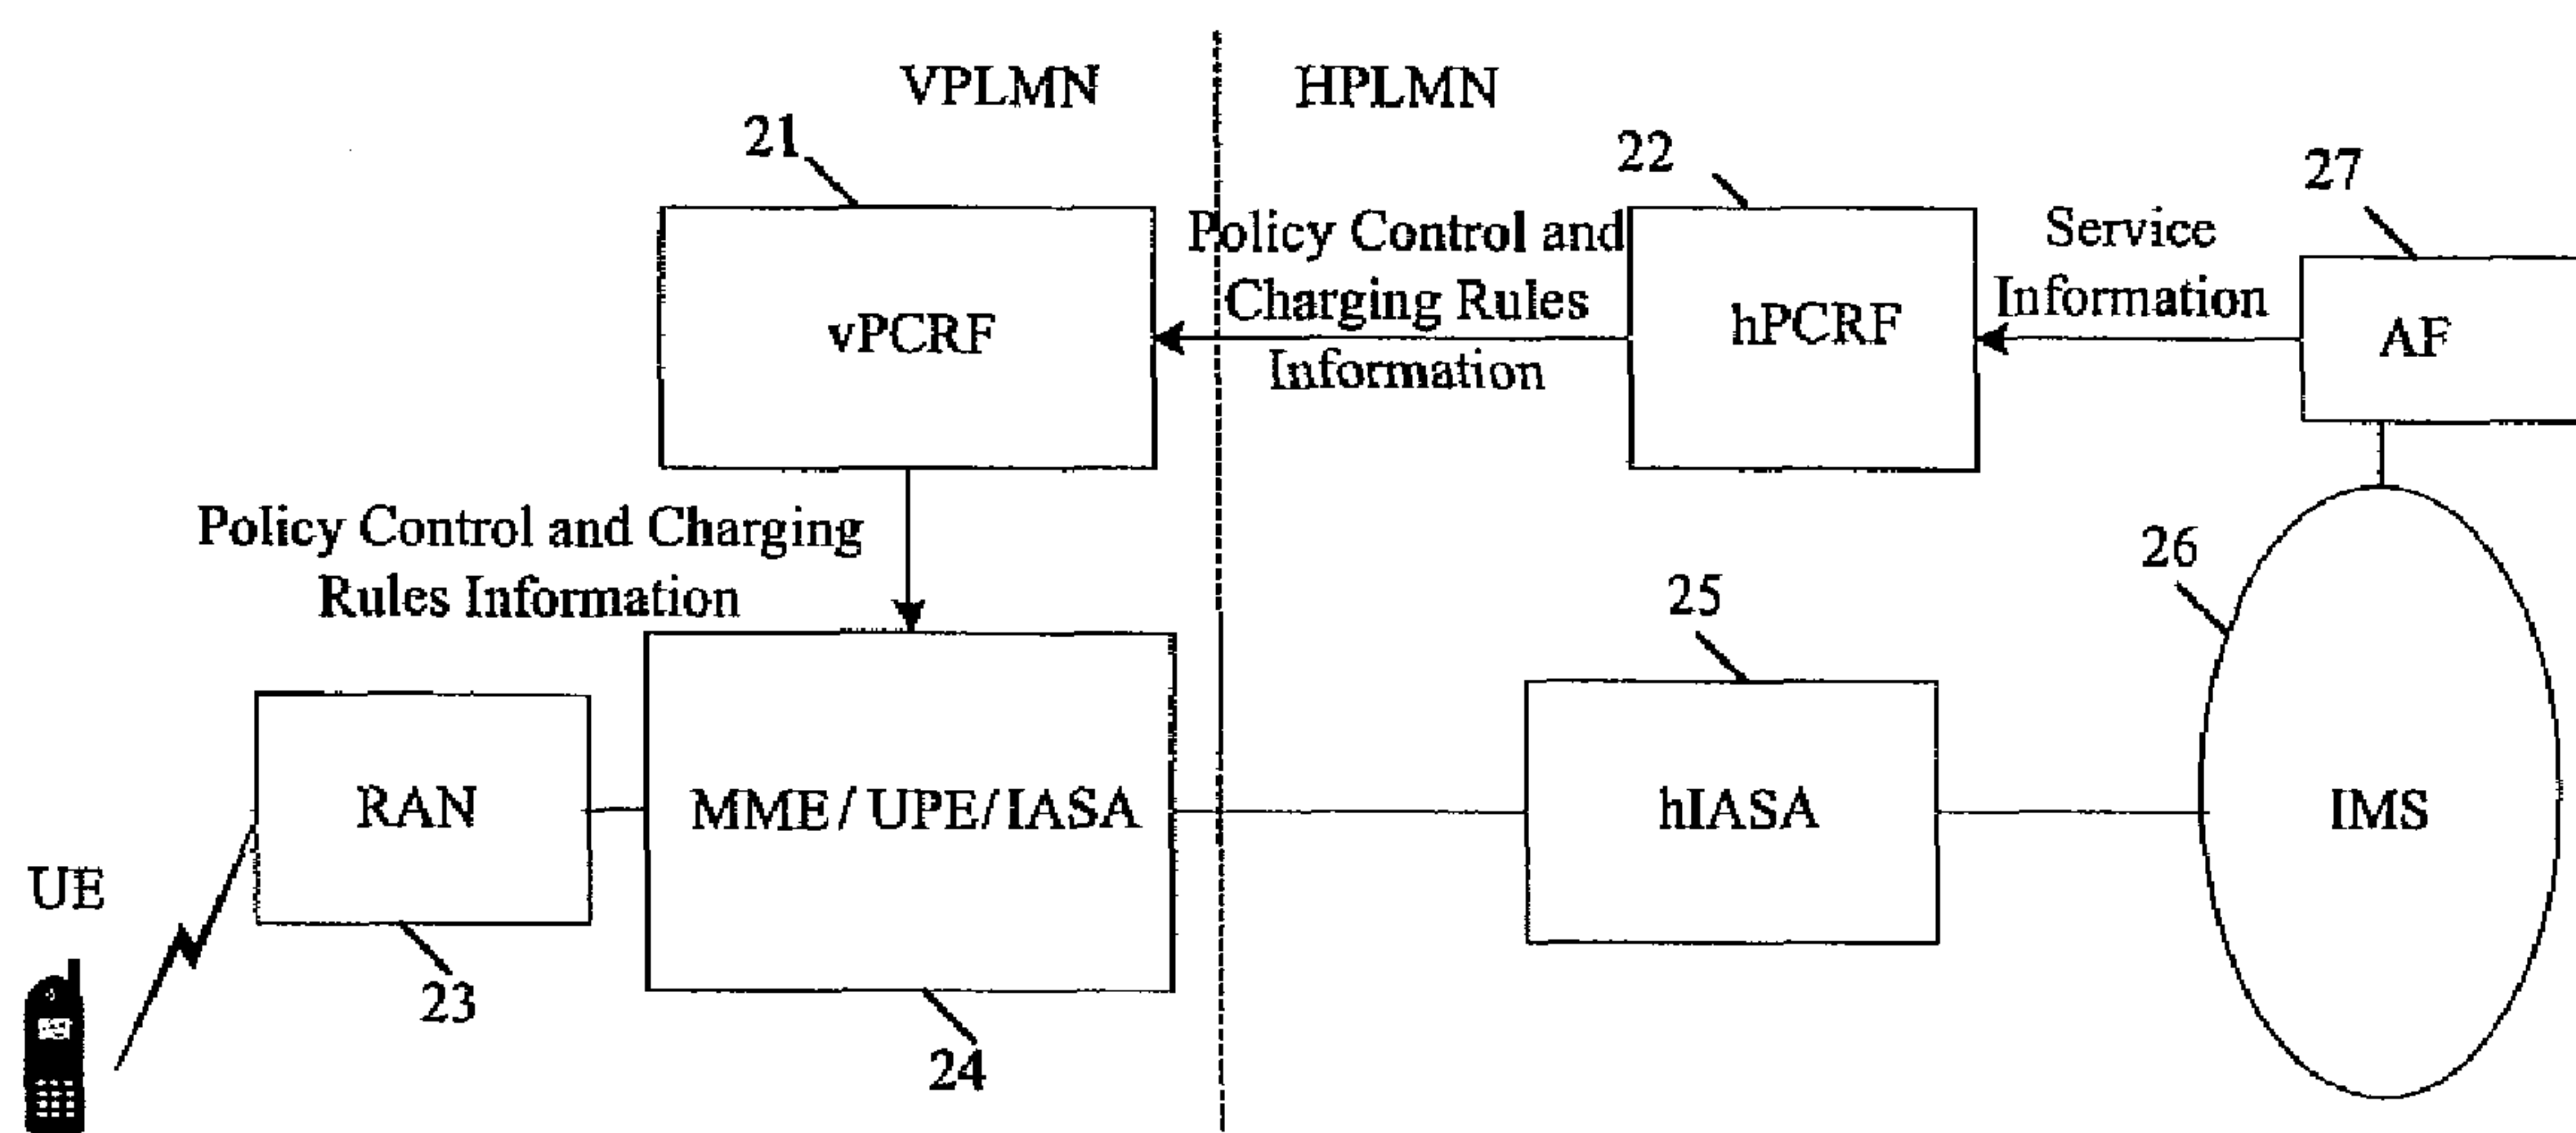 VPLMN
HPLMN
21
22
27
Policy Control and
Charging Rules
Information
Service
Information
vPCRF
hPCRF
AF
Policy Control and Charging
Rules Information
26
25
RAN
MME / UPE/ IASA
hIASA
IMS
UE
23
24